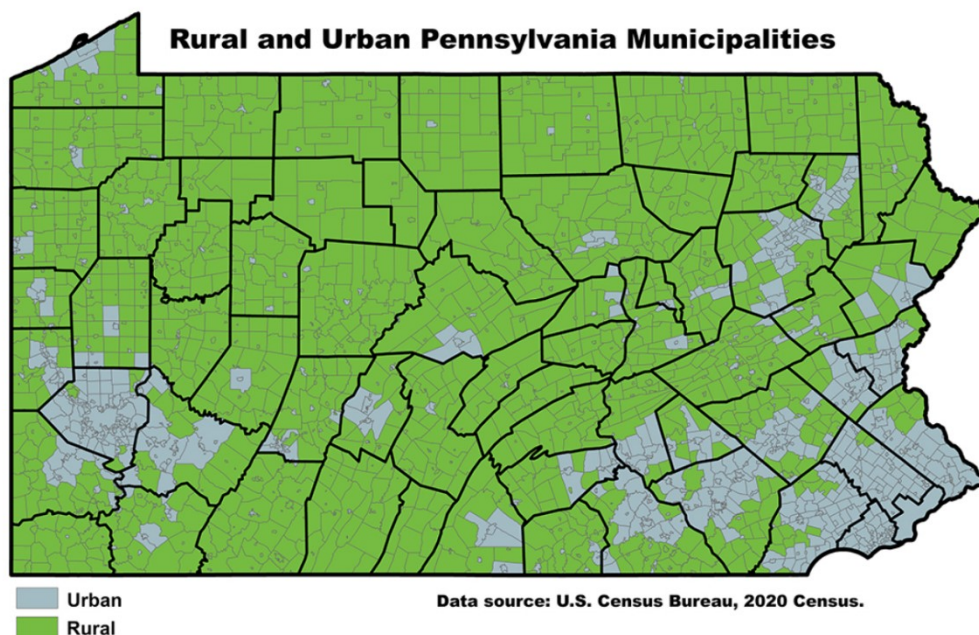 Rural and Urban Pennsylvania Municipalities
Urban
Data source: U.S. Census Bureau, 2020 Census.
Rural